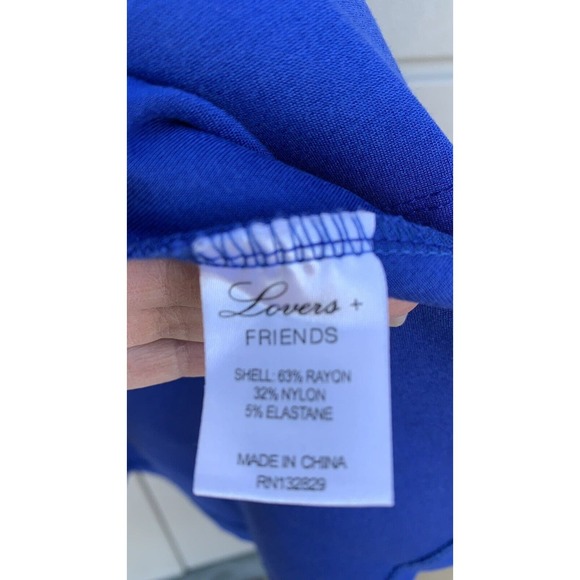 Lovers +
FRIENDS
SHELL: 63% RAYON
32% NYLON
5% ELASTANE
MADE IN CHINA
RN132829